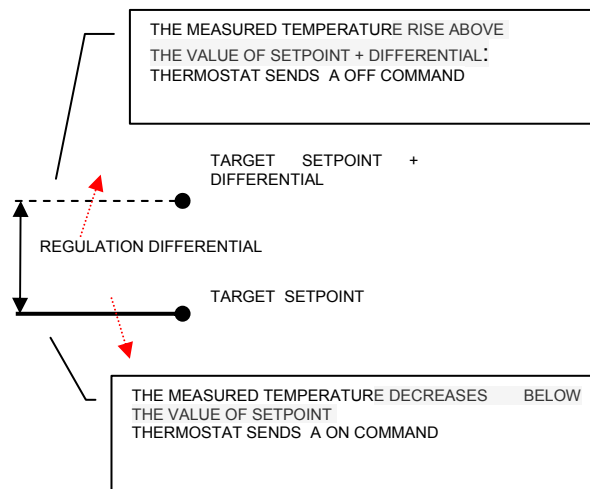 THE MEASURED TEMPERATURE RISE ABOVE
THE VALUE OF SETPOINT + DIFFERENTIAL:
THERMOSTAT SENDS A OFF COMMAND
TARGET SETPOINT +
DIFFERENTIAL
REGULATION DIFFERENTIAL
TARGET SETPOINT
THE MEASURED TEMPERATURE DECREASES BELOW
THE VALUE OF SETPOINT
THERMOSTAT SENDS A ON COMMAND